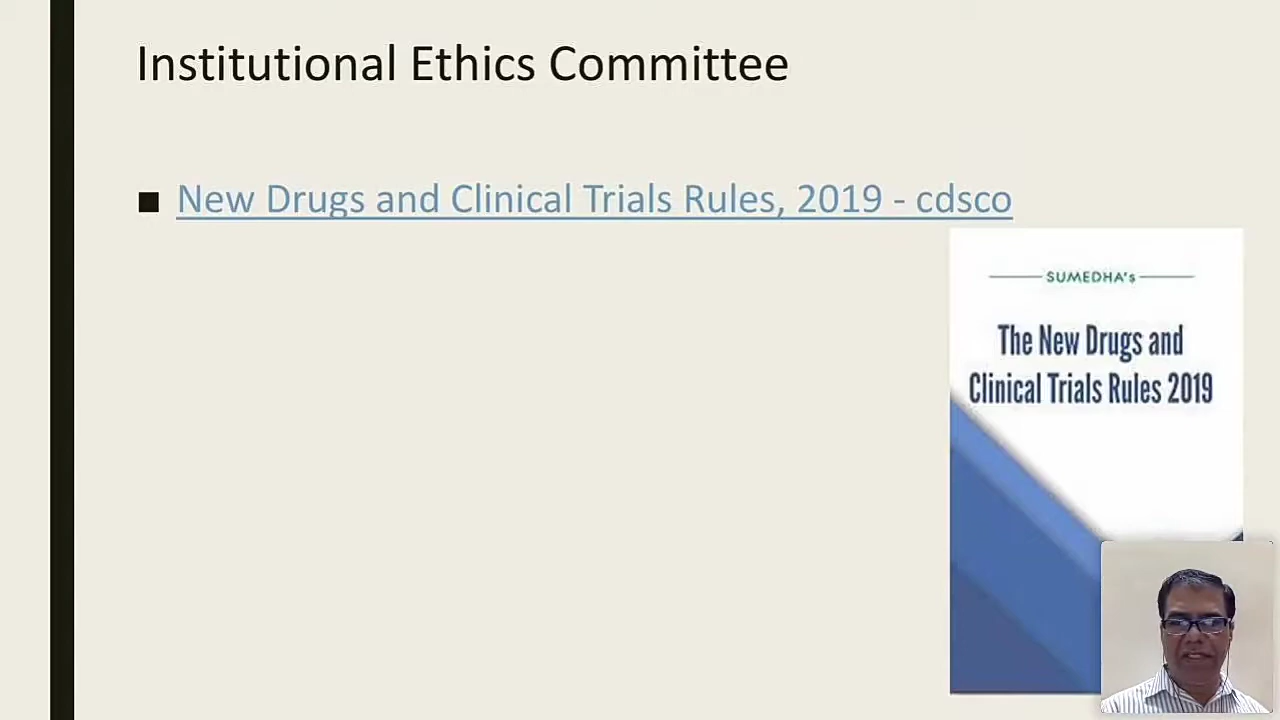 Institutional Ethics Committee
New Drugs and Clinical Trials Rules, 2019 - cdsco
SUMEDHA's
The New Drugs and
Clinical Trials Rules 2019